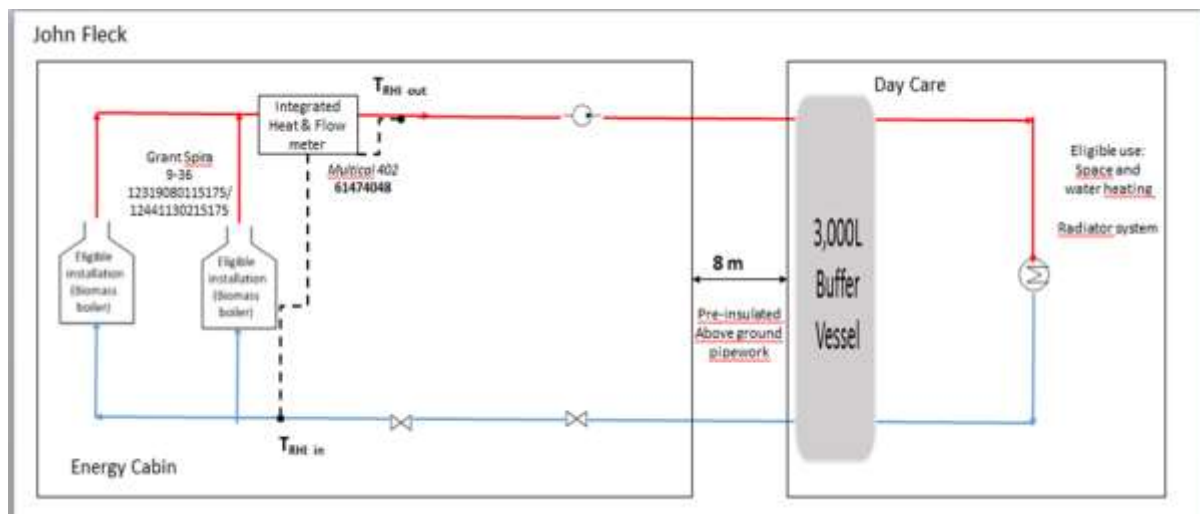 John Fleck
Day Care
T RHI out
Integrated
Heat & Flow
meter
Multical 402
61474048
Grant Spira
9-36
12319080115175/
12441130215175
Eligible
installation
(Biomass
boiler)
Eligible
installation
(Biomass
boiler)
T RHI in
Energy Cabin
8 m
Pre-insulated
Above ground
pipework
3,000L
Buffer
Vessel
Eligible use:
Space and
water heating
Radiator system